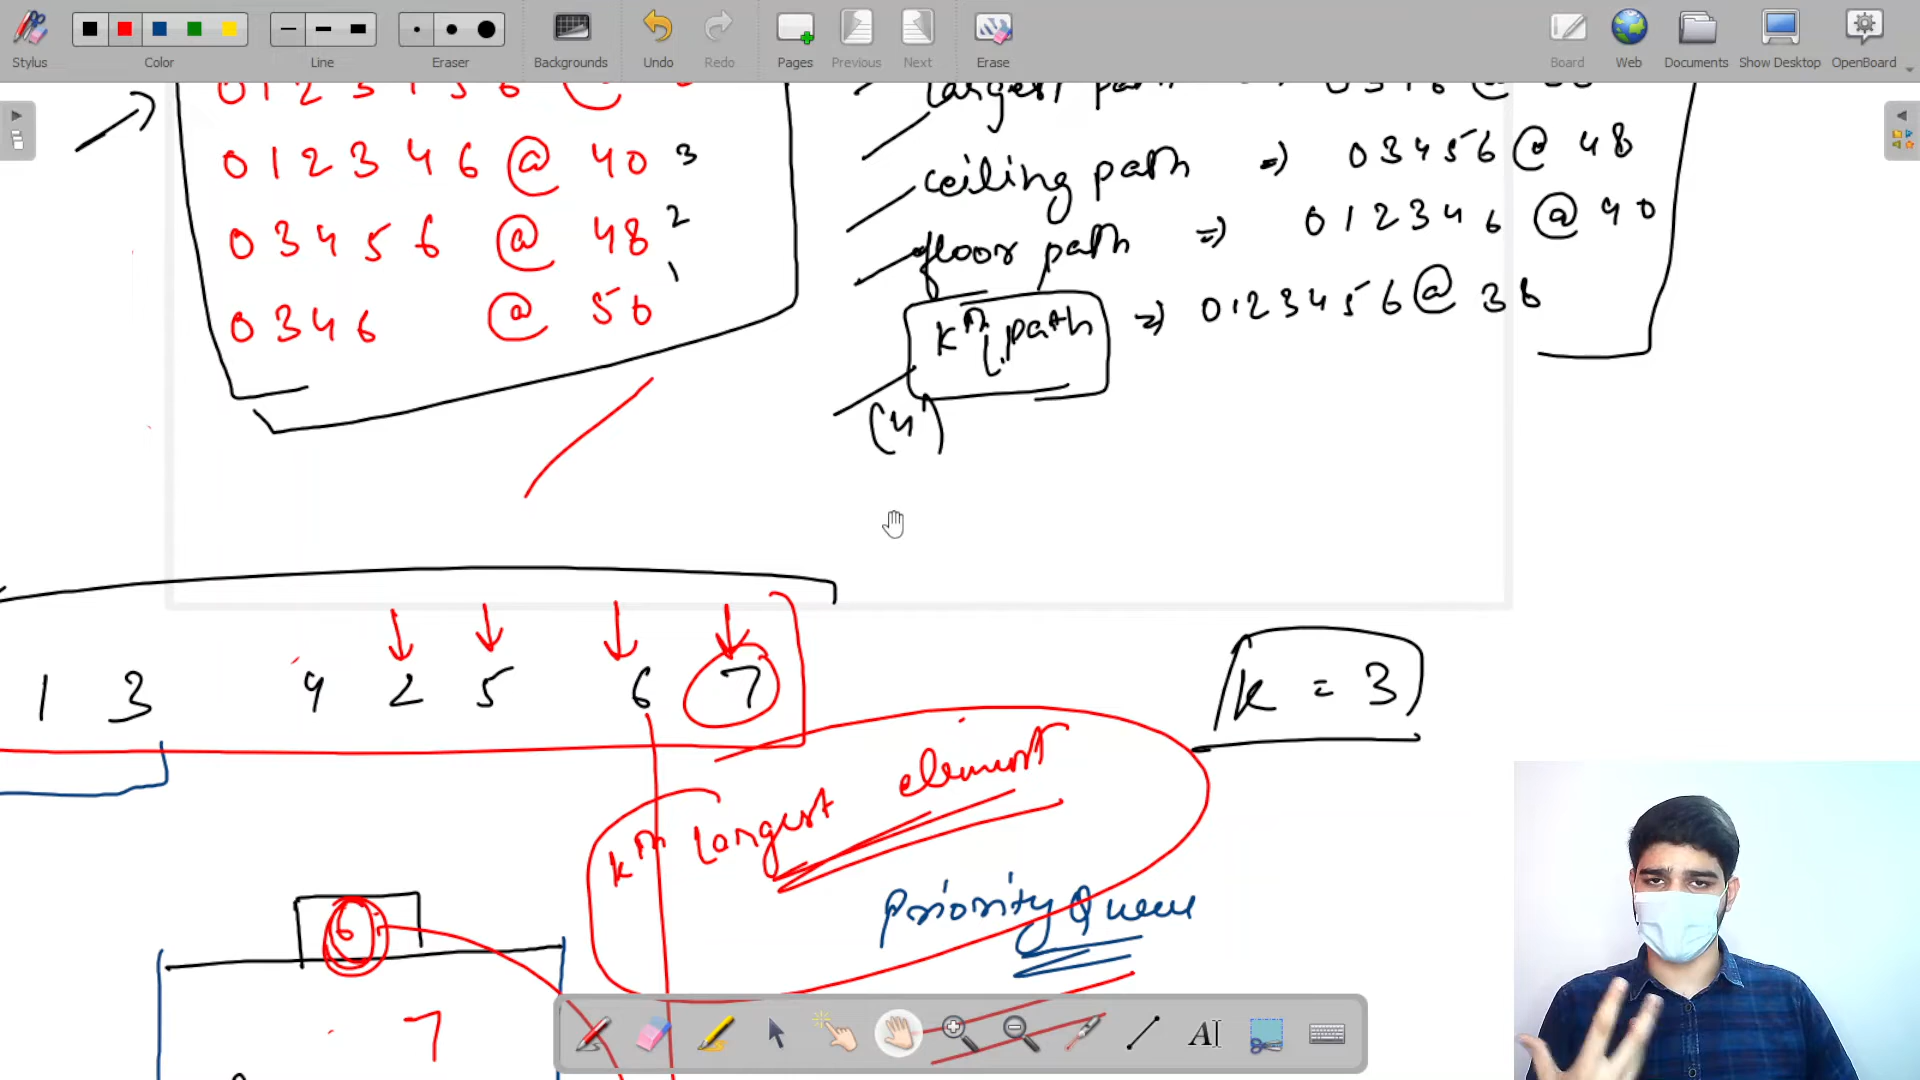 Stylus Color Line Eraser Backgrounds Undo Redo Pages Previous Next Erase Board Web Documents Show Desktop OpenBoard
0 1 2 3 4 6 @ 40 3
0 3 4 5 6 @ 48 2
1
0 3 4 6 @ 50
largest path
ceiling path => 0 3 4 5 6 @ 48
floor path => 0 1 2 3 4 6 @ 40
kth l. path => 0 1 2 3 4 5 6 @ 38
(4)
1 3 4 2 5 6 7
k = 3
kth largest element
Priority Queue
6
7